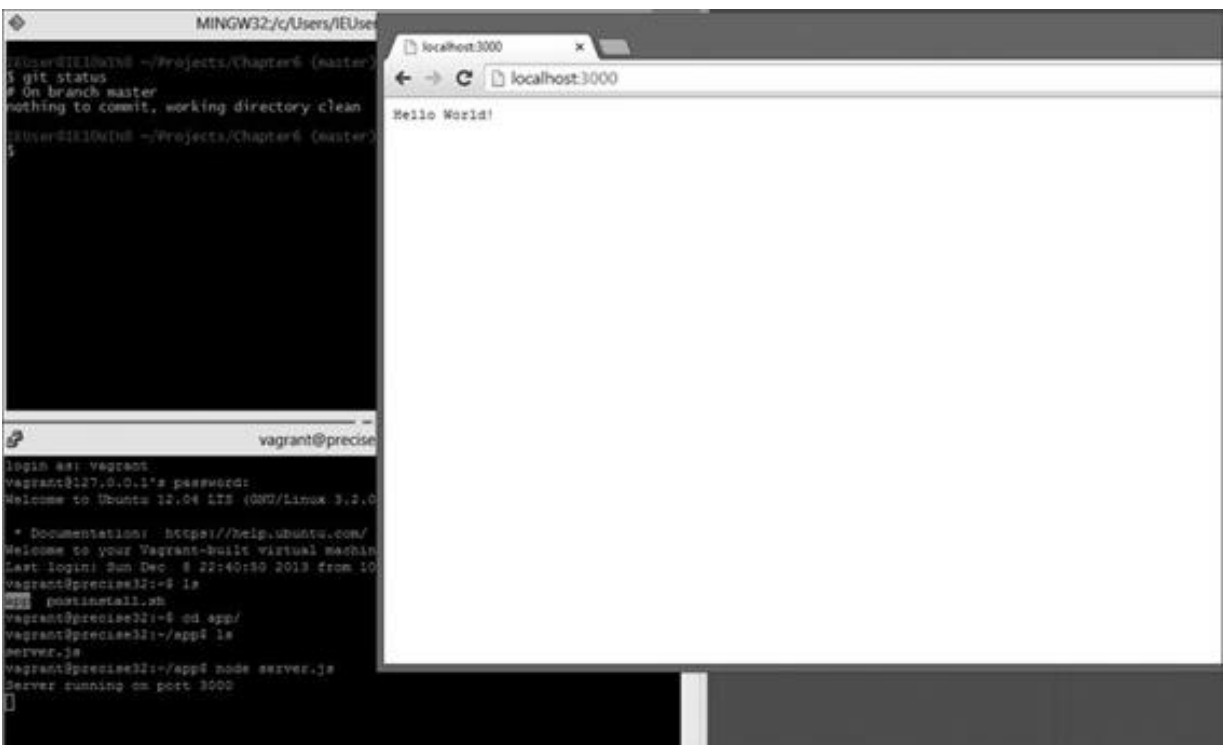 MINGW32:/c/Users/IEUser
IEUser@IE10WIN8 ~/Projects/Chapter6 (master)
$ git status
# On branch master
nothing to commit, working directory clean
IEUser@IE10WIN8 ~/Projects/Chapter6 (master)
$
localhost:3000
localhost:3000
Hello World!
vagrant@precise
login as: vagrant
vagrant@127.0.0.1's password:
Welcome to Ubuntu 12.04 LTS (GNU/Linux 3.2.0
* Documentation: https://help.ubuntu.com/
Welcome to your Vagrant-built virtual machin
Last login: Sun Dec 8 22:40:50 2013 from 10
vagrant@precise32:~$ ls
app postinstall.sh
vagrant@precise32:~$ cd app/
vagrant@precise32:~/app$ ls
server.js
vagrant@precise32:~/app$ node server.js
Server running on port 3000